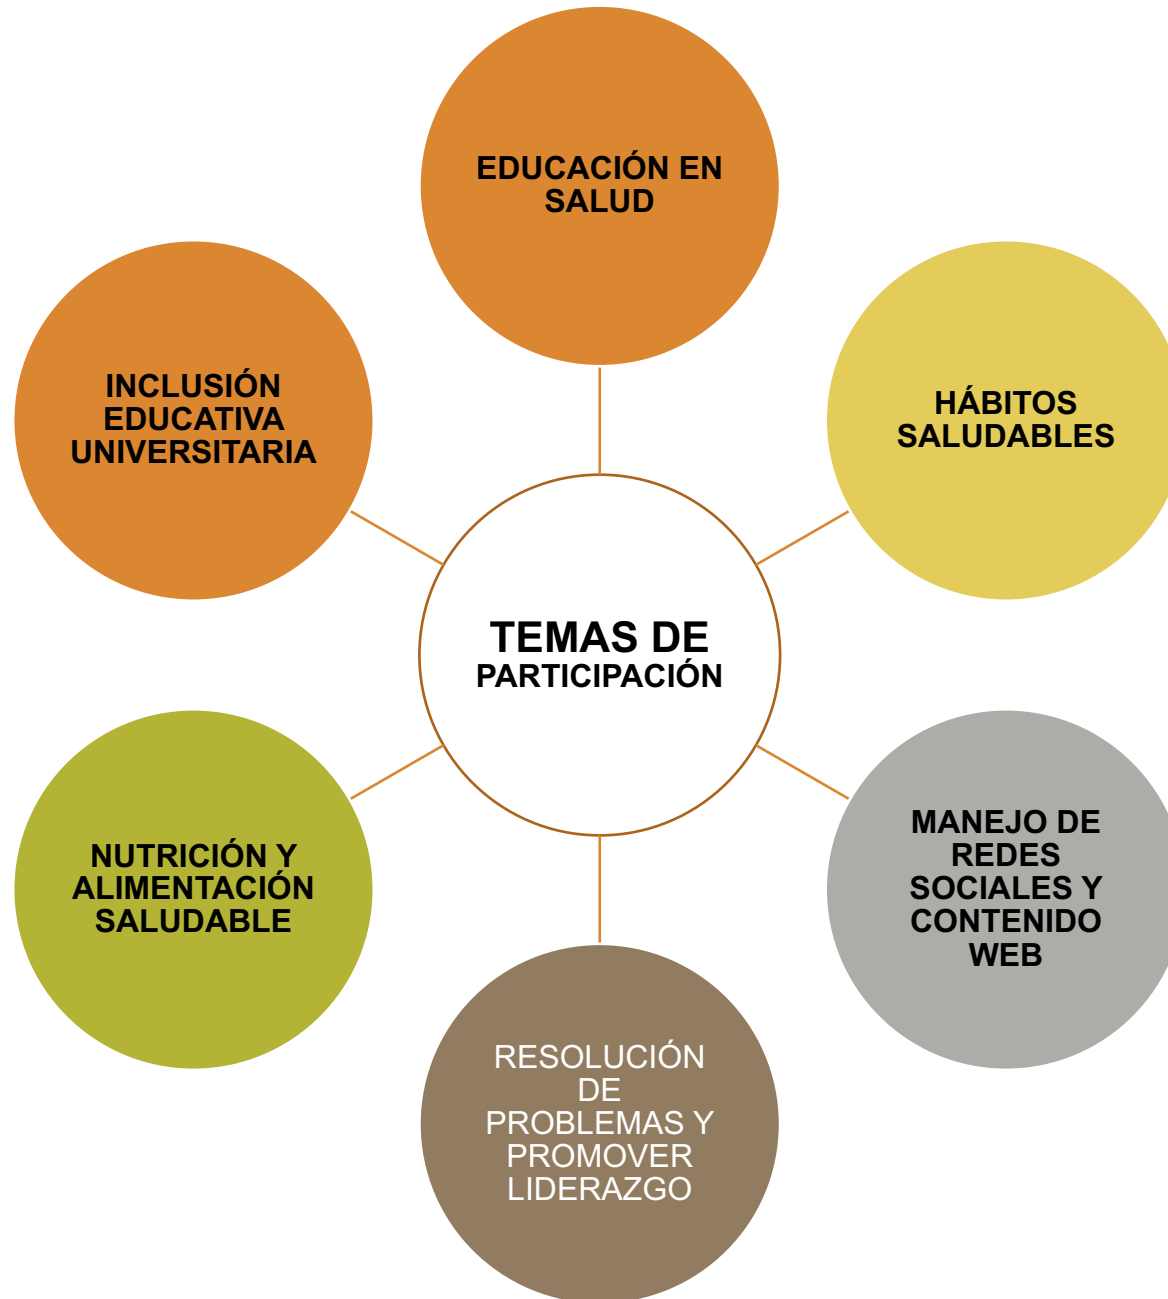 EDUCACIÓN EN
SALUD
INCLUSIÓN
EDUCATIVA
UNIVERSITARIA
HÁBITOS
SALUDABLES
TEMAS DE
PARTICIPACIÓN
NUTRICIÓN Y
ALIMENTACIÓN
SALUDABLE
MANEJO DE
REDES
SOCIALES Y
CONTENIDO
WEB
RESOLUCIÓN
DE
PROBLEMAS Y
PROMOVER
LIDERAZGO